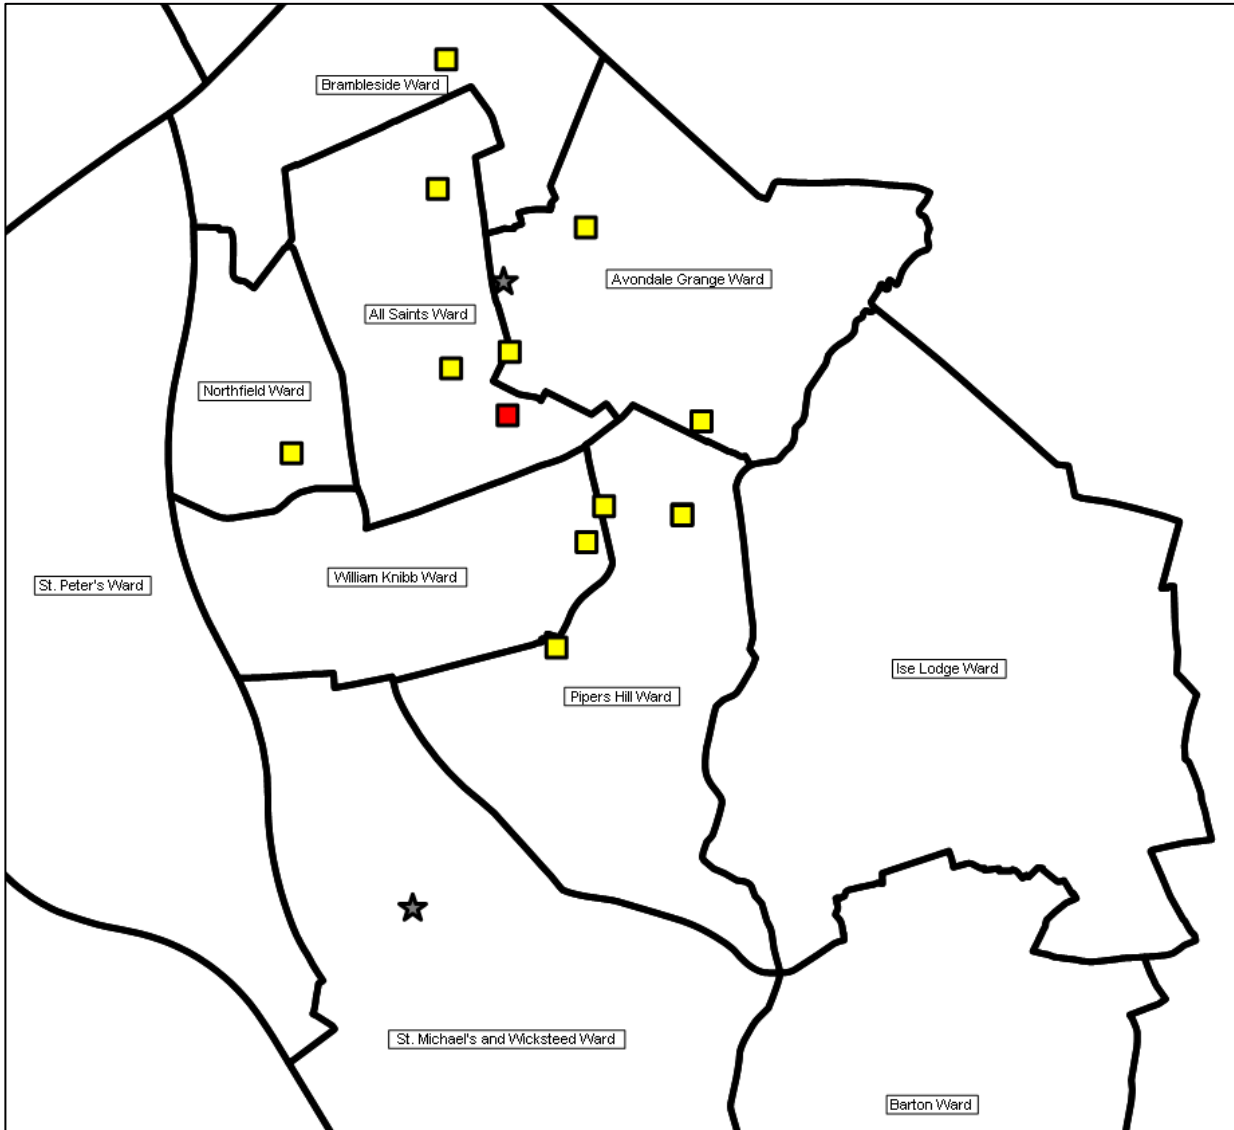 Brambleside Ward
Avondale Grange Ward
All Saints Ward
Northfield Ward
William Knibb Ward
St. Peter's Ward
Ise Lodge Ward
Pipers Hill Ward
St. Michael's and Wicksteed Ward
Barton Ward